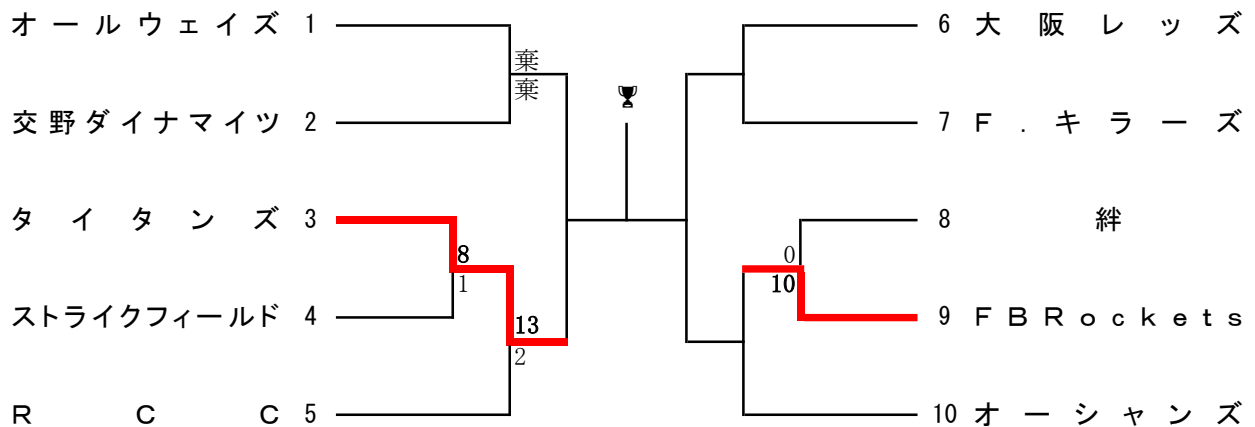 オールウェイズ 1
棄
棄
交野ダイナマイツ 2
タイタンズ 3
8
1
ストライクフィールド 4
13
2
RCC 5
6 大阪レッズ
7 F.キラーズ
8 絆
0
10
9 FBRockets
10 オーシャンズ